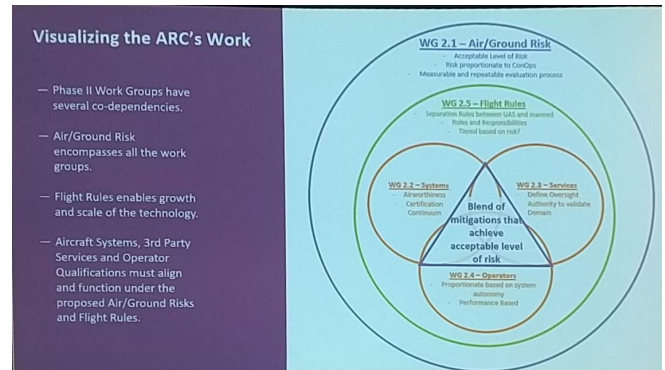 Visualizing the ARC's Work
— Phase II Work Groups have
several co-dependencies.
— Air/Ground Risk
encompasses all the work
groups.
— Flight Rules enables growth
and scale of the technology.
— Aircraft Systems, 3rd Party
Services and Operator
Qualifications must align
and function under the
proposed Air/Ground Risks
and Flight Rules.
WG 2.1 – Air/Ground Risk
- Acceptable Level of Risk
- Risk proportionate to ConOps
- Measurable and repeatable evaluation process
WG 2.5 – Flight Rules
- Separation Rules between UAS and manned
- Roles and Responsibilities
- Tiered based on risk?
WG 2.2 – Systems
- Airworthiness
- Certification
Continuum
WG 2.3 – Services
- Define Oversight
- Authority to validate
Domain
Blend of
mitigations that
achieve
acceptable level
of risk
WG 2.4 – Operators
- Proportionate based on system
autonomy
- Performance Based